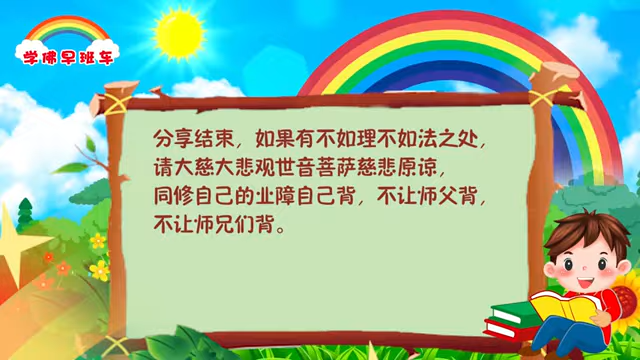 学佛早班车
分享结束，如果有不如理不如法之处，
请大慈大悲观世音菩萨慈悲原谅，
同修自己的业障自己背，不让师父背，
不让师兄们背。